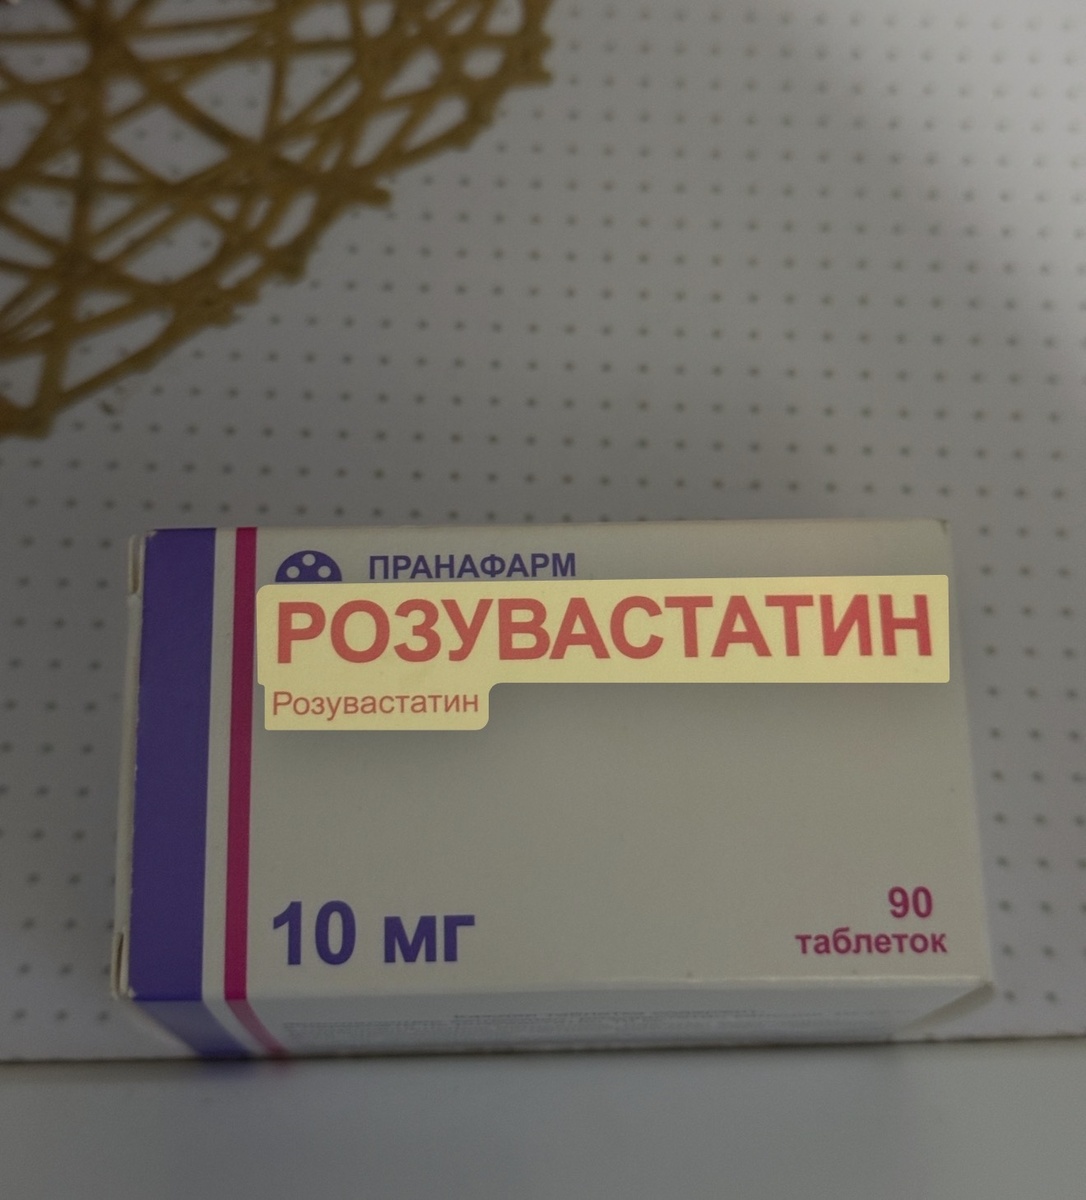 ПРАНАФАРМ
РОЗУВАСТАТИН
Розувастатин
10 мг
90
таблеток